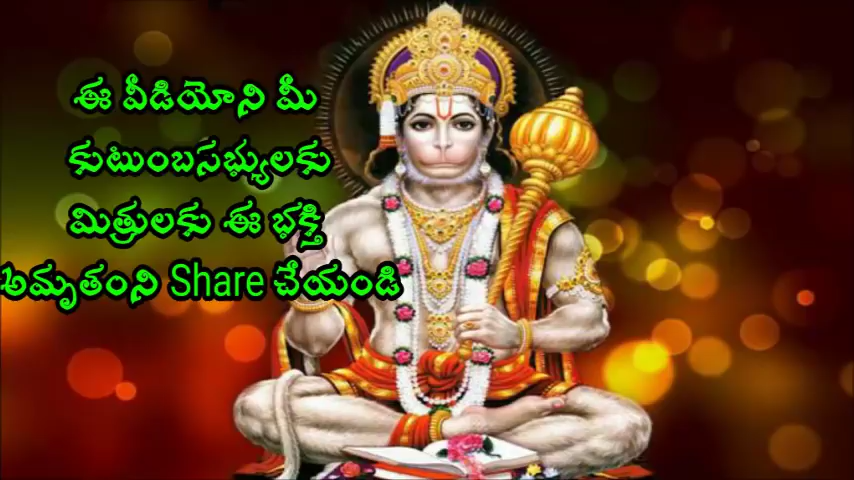 ఈ వీడియోని మీ
కుటుంబసభ్యులకు
మిత్రులకు ఈ భక్తి
అమృతంని Share చేయండి